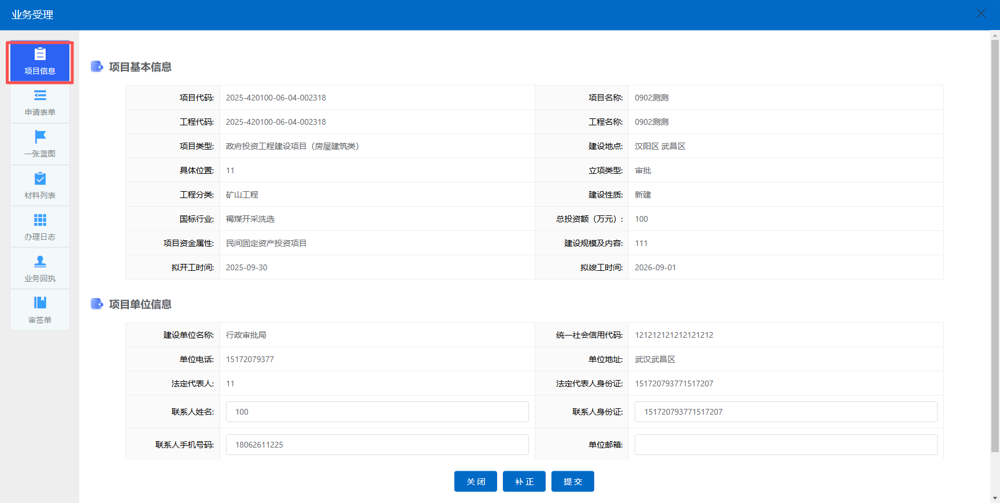 业务受理
项目信息
申请表单
一张蓝图
材料列表
办理日志
业务回执
审签单
项目基本信息
项目代码: 2025-420100-06-04-002318 项目名称: 0902测测
工程代码: 2025-420100-06-04-002318 工程名称: 0902测测
项目类型: 政府投资工程建设项目（房屋建筑类） 建设地点: 汉阳区 武昌区
具体位置: 11 立项类型: 审批
工程分类: 矿山工程 建设性质: 新建
国标行业: 褐煤开采洗选 总投资额（万元）: 100
项目资金属性: 民间固定资产投资项目 建设规模及内容: 111
拟开工时间: 2025-09-30 拟竣工时间: 2026-09-01
项目单位信息
建设单位名称: 行政审批局 统一社会信用代码: 121212121212121212
单位电话: 15172079377 单位地址: 武汉武昌区
法定代表人: 11 法定代表人身份证: 151720793771517207
联系人姓名: 100 联系人身份证: 151720793771517207
联系人手机号码: 18062611225 单位邮箱:
关闭 补正 提交